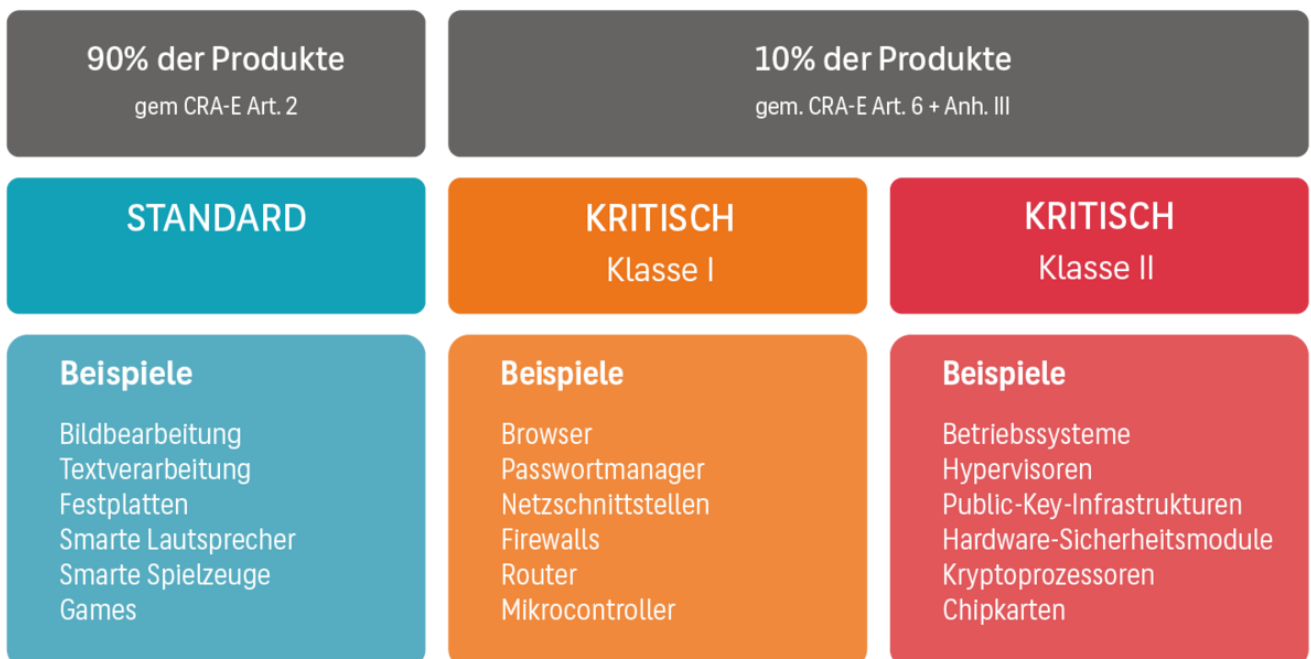 90% der Produkte
gem CRA-E Art. 2
10% der Produkte
gem. CRA-E Art. 6 + Anh. III
STANDARD
KRITISCH
Klasse I
KRITISCH
Klasse II
Beispiele
Bildbearbeitung
Textverarbeitung
Festplatten
Smarte Lautsprecher
Smarte Spielzeuge
Games
Beispiele
Browser
Passwortmanager
Netzschnittstellen
Firewalls
Router
Mikrocontroller
Beispiele
Betriebssysteme
Hypervisoren
Public-Key-Infrastrukturen
Hardware-Sicherheitsmodule
Kryptoprozessoren
Chipkarten